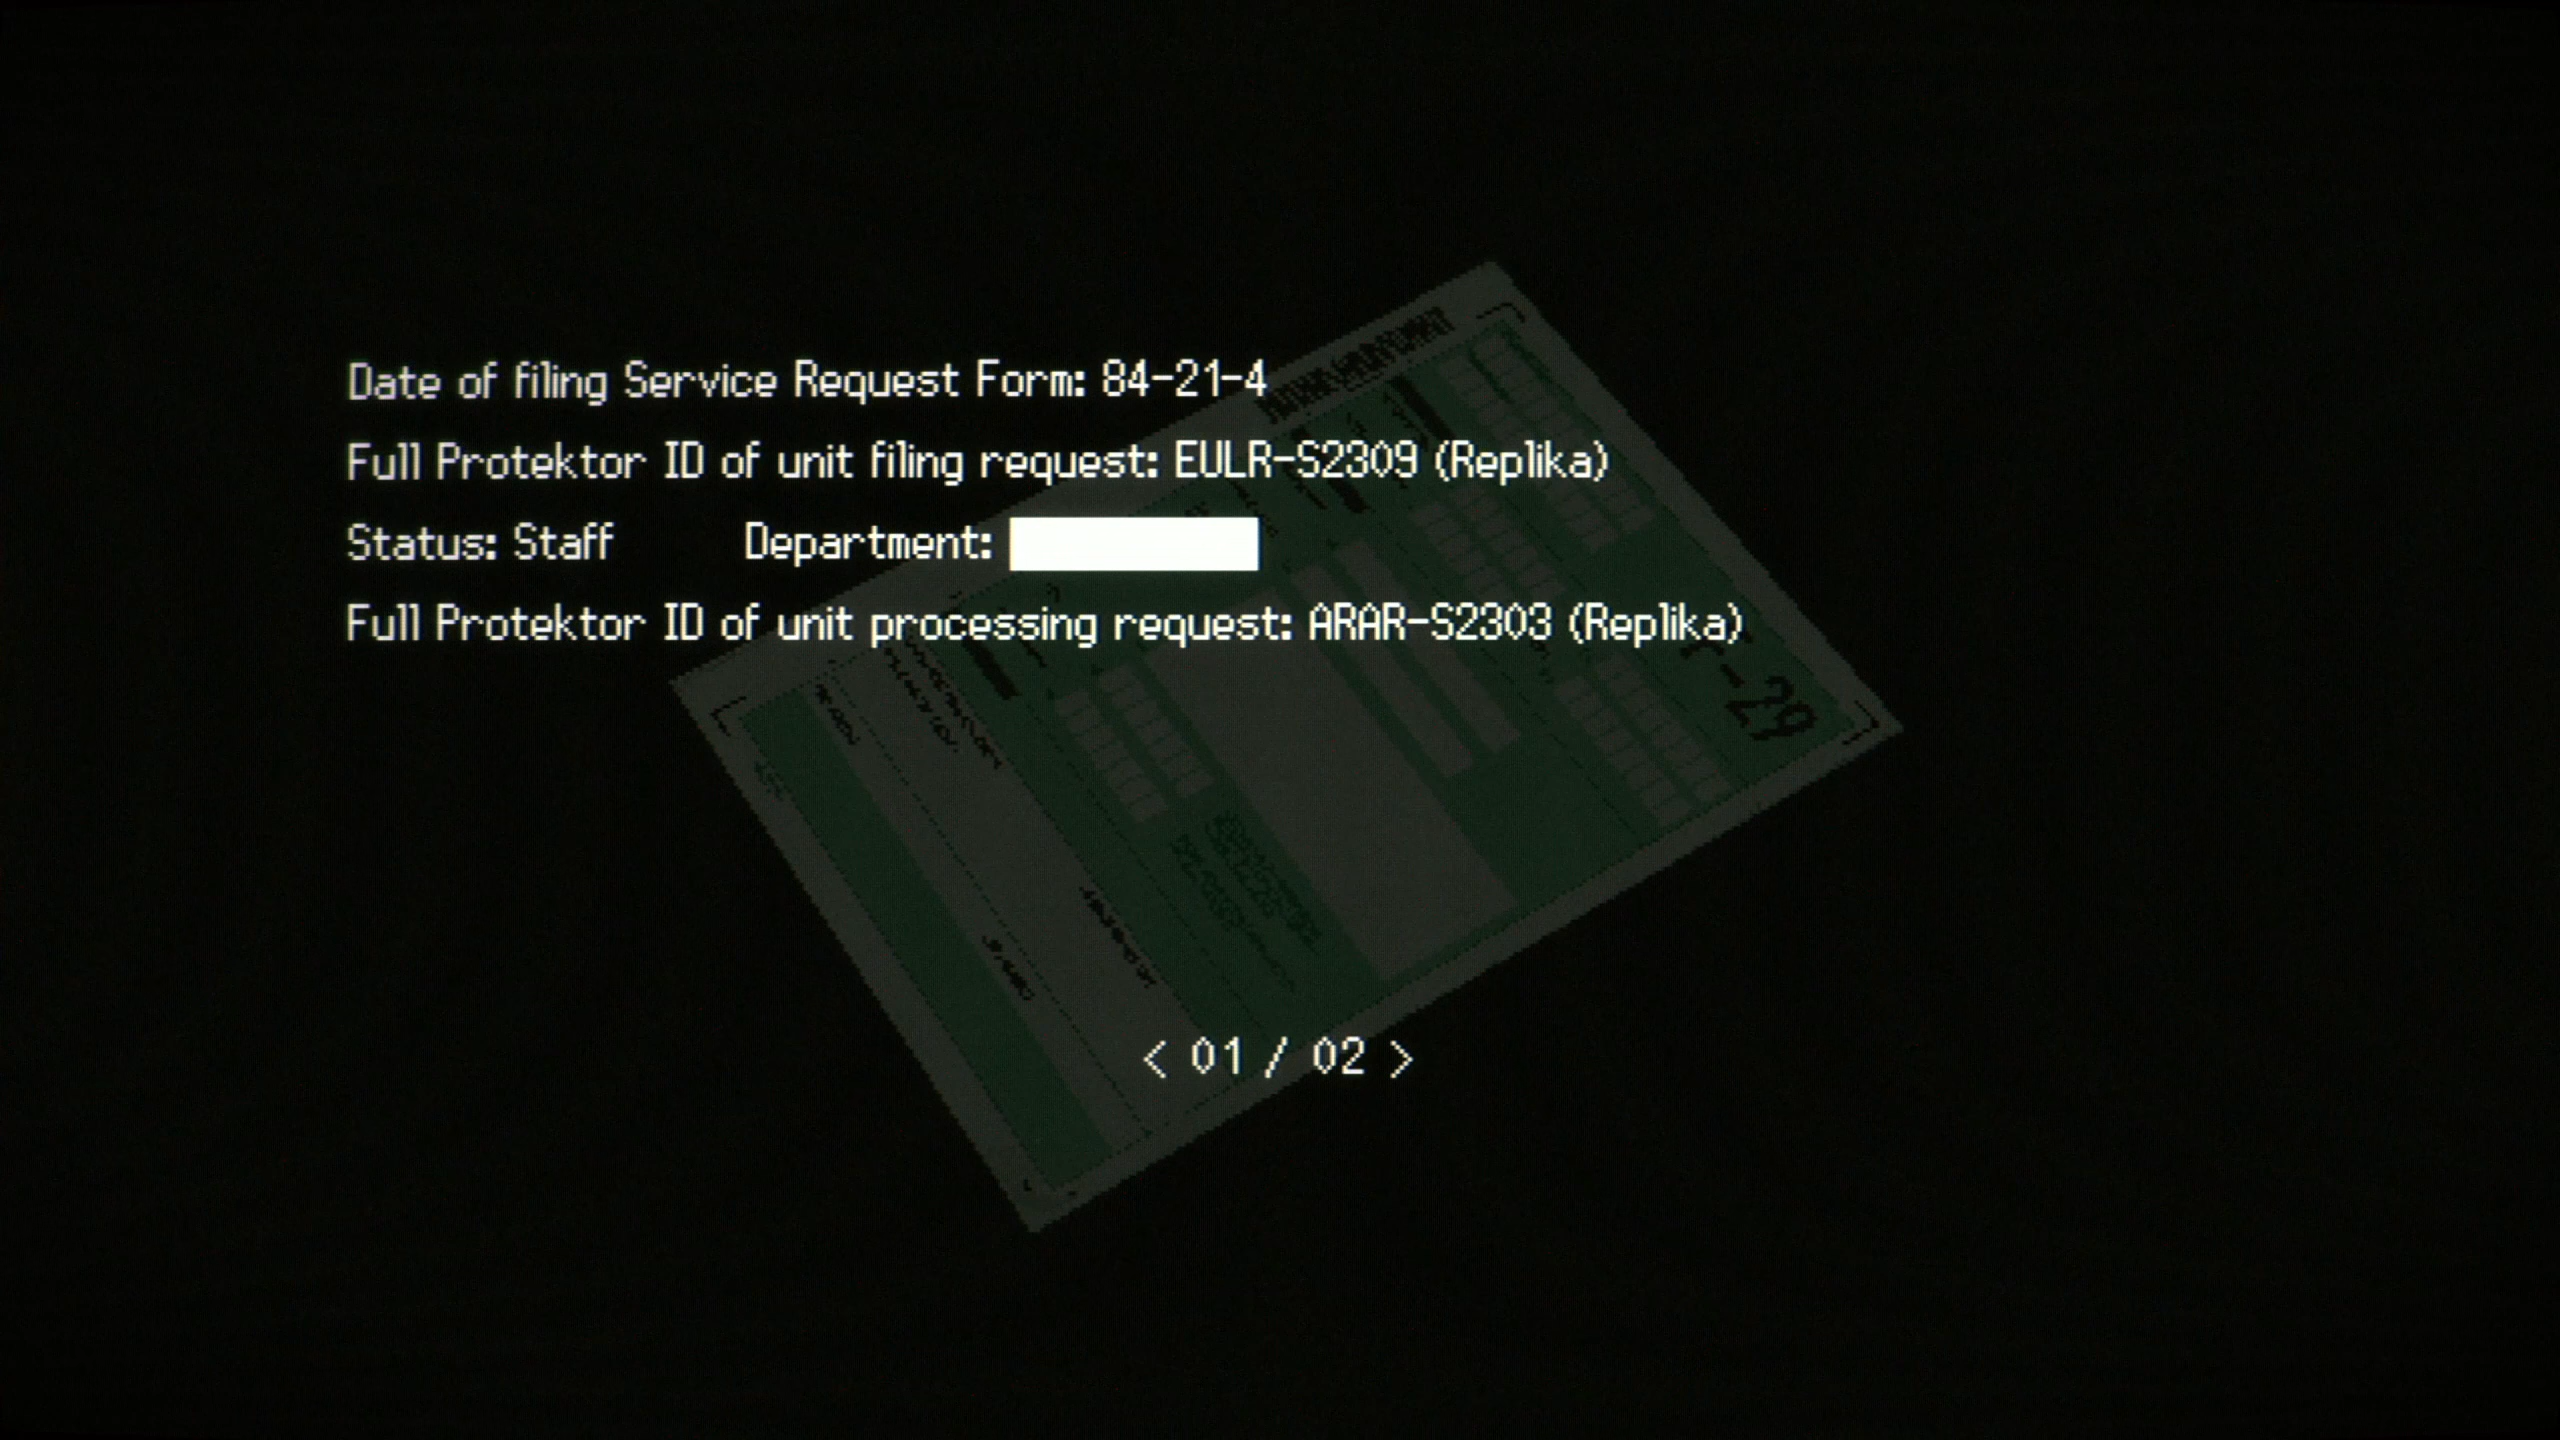 Date of filing Service Request Form: 84-21-4
Full Protektor ID of unit filing request: EULR-S2309 (Replika)
Status: Staff Department:
Full Protektor ID of unit processing request: ARAR-S2303 (Replika)
-29
< 01 / 02 >